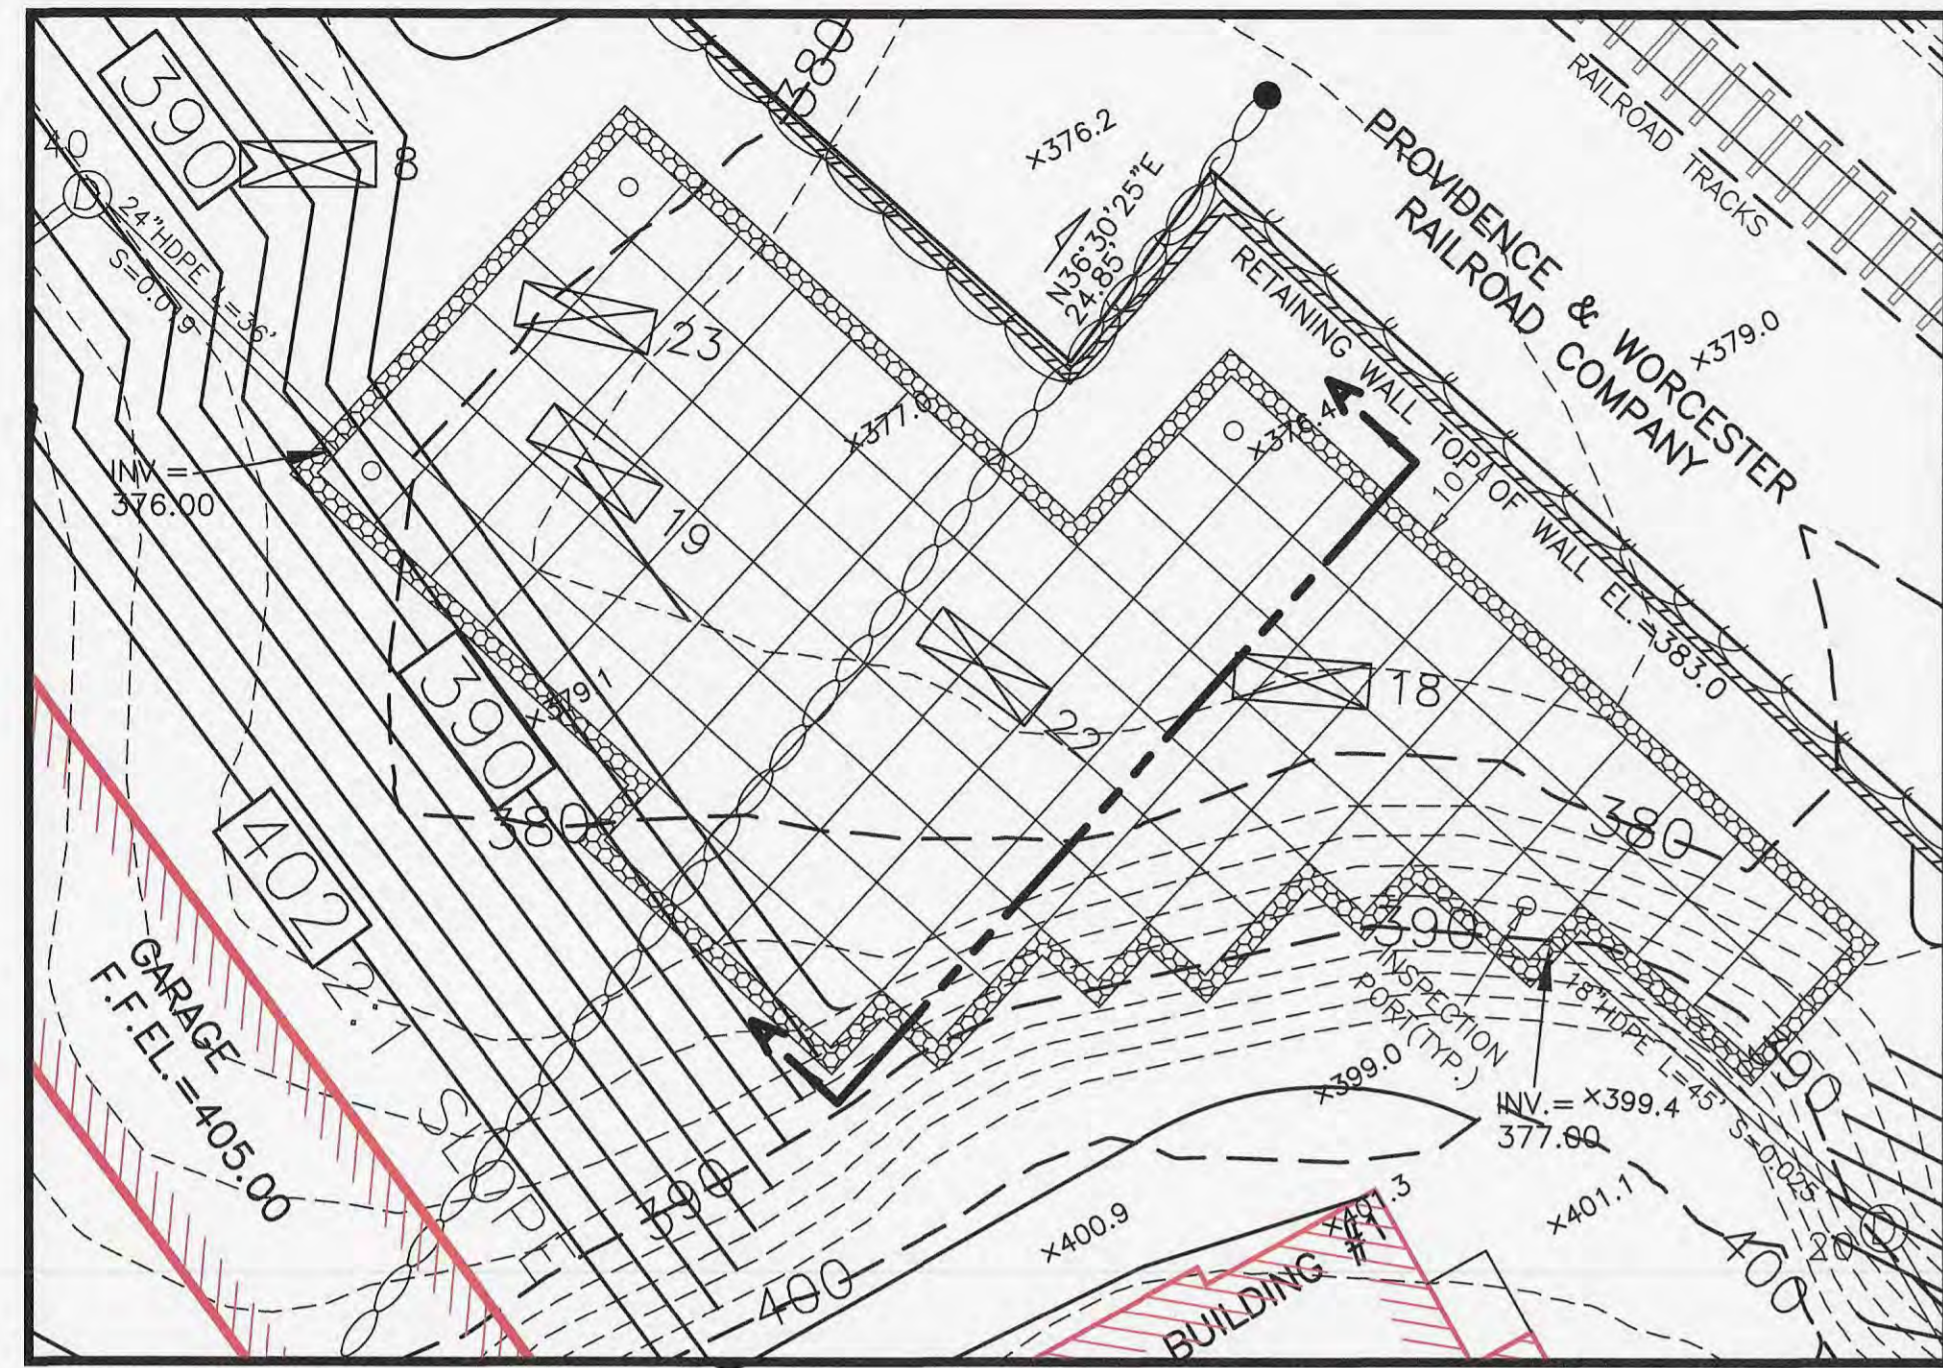 390
40
D
24"HDPE L=36'
S=0.019
8
380
×376.2
N36°30'25"E
24.85'
RAILROAD TRACKS
PROVIDENCE & WORCESTER
RAILROAD COMPANY
×379.0
RETAINING WALL TOP OF WALL EL.=383.0
23
19
×377.9
×376.4
A
10'
INV =
376.00
390
×379.1
22
18
380
380
402
2:1
SLOPE
GARAGE
F.F.EL.=405.00
A
390
INSPECTION
PORT(TYP.)
18"HDPE L=45'
S=0.025
×399.0
INV.=
377.00
×399.4
390
390
400
×400.9
×401.3
×401.1
BUILDING #1
400
20
D